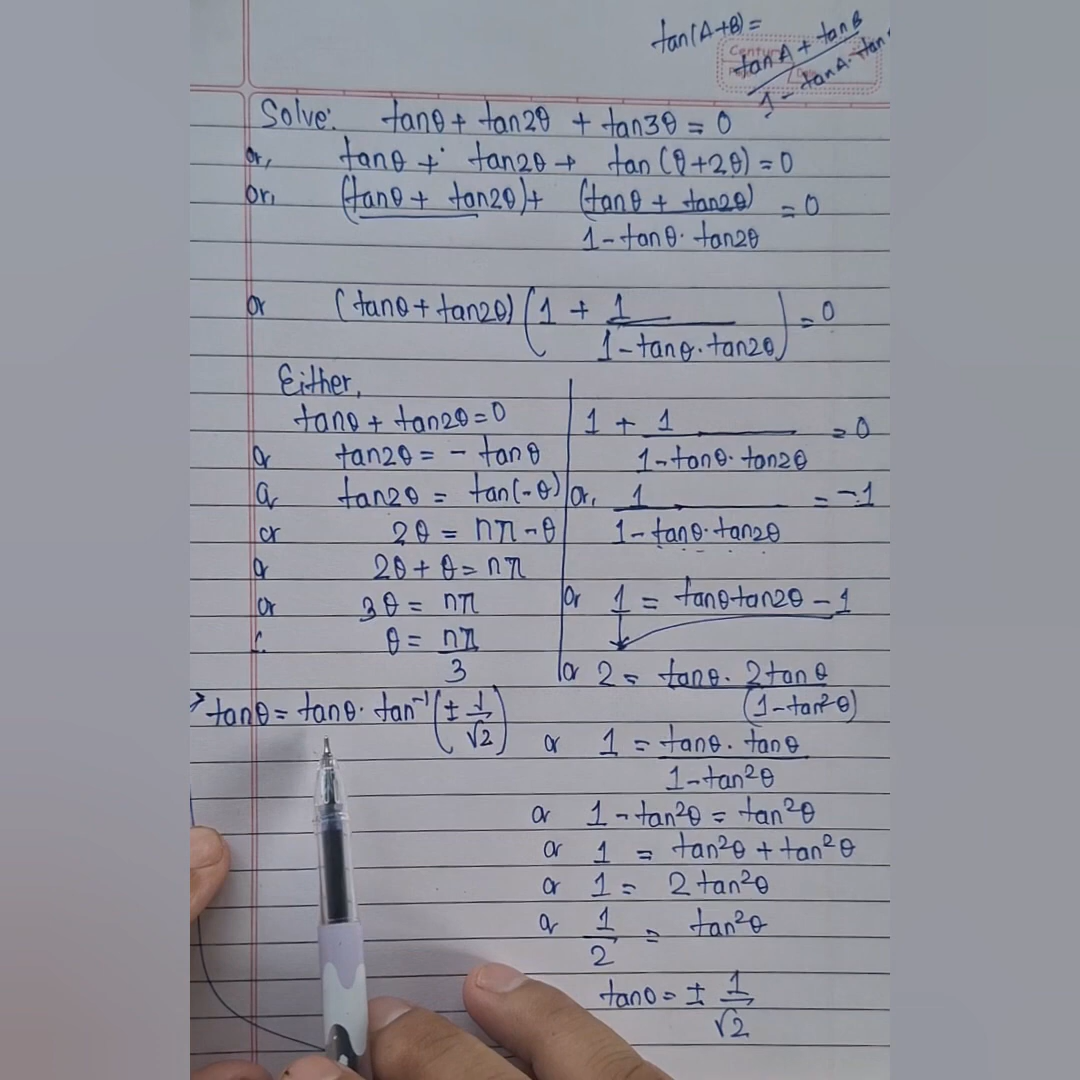 tan(A+B) =
tanA + tanB
1 - tanA. tan
Solve: tanθ + tan2θ + tan3θ = 0
or, tanθ + tan2θ + tan (θ+2θ) = 0
or, (tanθ + tan2θ) + (tanθ + tan2θ) = 0
1 - tanθ. tan2θ
or (tanθ + tan2θ) (1 + 1 ) = 0
1 - tanθ. tan2θ
Either,
tanθ + tan2θ = 0
or tan2θ = - tanθ
or tan2θ = tan(-θ)
or 2θ = nπ - θ
or 2θ + θ = nπ
or 3θ = nπ
∴ θ = nπ
3
1 + 1 = 0
1 - tanθ. tan2θ
or, 1 = -1
1 - tanθ. tan2θ
or 1 = tanθ tan2θ - 1
or 2 = tanθ. 2tanθ
(1 - tan²θ)
or 1 = tanθ. tanθ
1 - tan²θ
or 1 - tan²θ = tan²θ
or 1 = tan²θ + tan²θ
or 1 = 2 tan²θ
or 1 = tan²θ
2
tanθ = ± 1
√2
tanθ = tanθ. tan⁻¹(± 1 )
√2